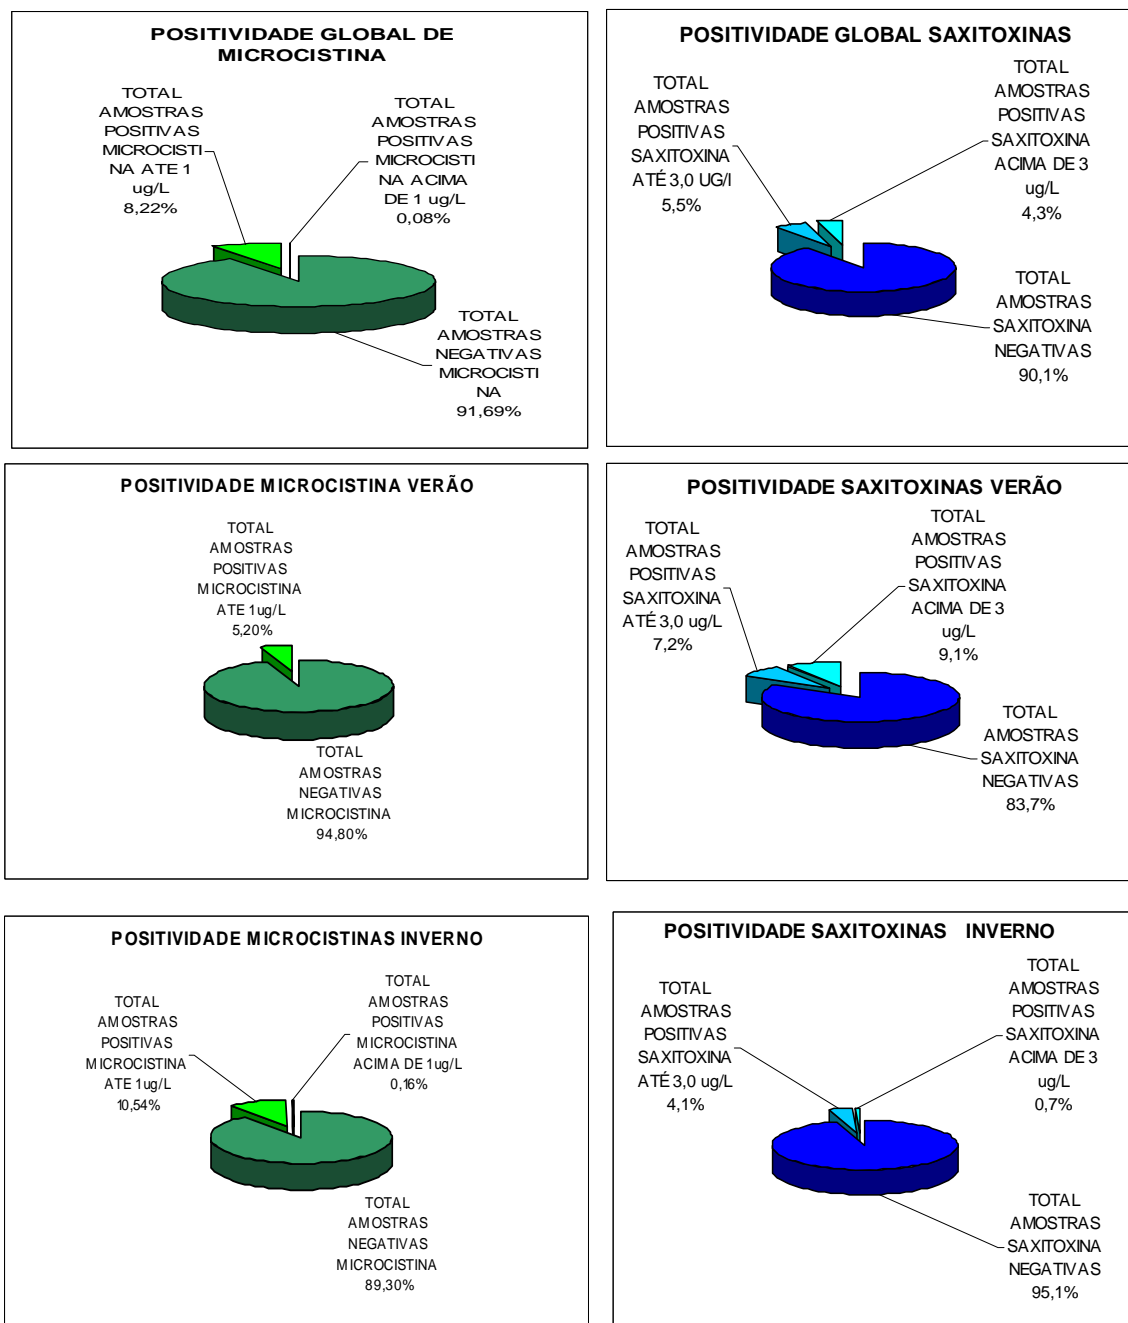 POSITIVIDADE GLOBAL DE
MICROCISTINA
TOTAL
AMOSTRAS
POSITIVAS
MICROCISTI
NA ATE 1
ug/L
8,22%
TOTAL
AMOSTRAS
POSITIVAS
MICROCISTI
NA ACIMA
DE 1 ug/L
0,08%
TOTAL
AMOSTRAS
NEGATIVAS
MICROCISTI
NA
91,69%
POSITIVIDADE GLOBAL SAXITOXINAS
TOTAL
AMOSTRAS
POSITIVAS
SAXITOXINA
ATÉ 3,0 UG/l
5,5%
TOTAL
AMOSTRAS
POSITIVAS
SAXITOXINA
ACIMA DE 3
ug/L
4,3%
TOTAL
AMOSTRAS
SAXITOXINA
NEGATIVAS
90,1%
POSITIVIDADE MICROCISTINA VERÃO
TOTAL
AMOSTRAS
POSITIVAS
MICROCISTINA
ATE 1ug/L
5,20%
TOTAL
AMOSTRAS
NEGATIVAS
MICROCISTINA
94,80%
POSITIVIDADE SAXITOXINAS VERÃO
TOTAL
AMOSTRAS
POSITIVAS
SAXITOXINA
ATÉ 3,0 ug/L
7,2%
TOTAL
AMOSTRAS
POSITIVAS
SAXITOXINA
ACIMA DE 3
ug/L
9,1%
TOTAL
AMOSTRAS
SAXITOXINA
NEGATIVAS
83,7%
POSITIVIDADE MICROCISTINAS INVERNO
TOTAL
AMOSTRAS
POSITIVAS
MICROCISTINA
ATE 1ug/L
10,54%
TOTAL
AMOSTRAS
POSITIVAS
MICROCISTINA
ACIMA DE 1ug/L
0,16%
TOTAL
AMOSTRAS
NEGATIVAS
MICROCISTINA
89,30%
POSITIVIDADE SAXITOXINAS INVERNO
TOTAL
AMOSTRAS
POSITIVAS
SAXITOXINA
ATÉ 3,0 ug/L
4,1%
TOTAL
AMOSTRAS
POSITIVAS
SAXITOXINA
ACIMA DE 3
ug/L
0,7%
TOTAL
AMOSTRAS
SAXITOXINA
NEGATIVAS
95,1%